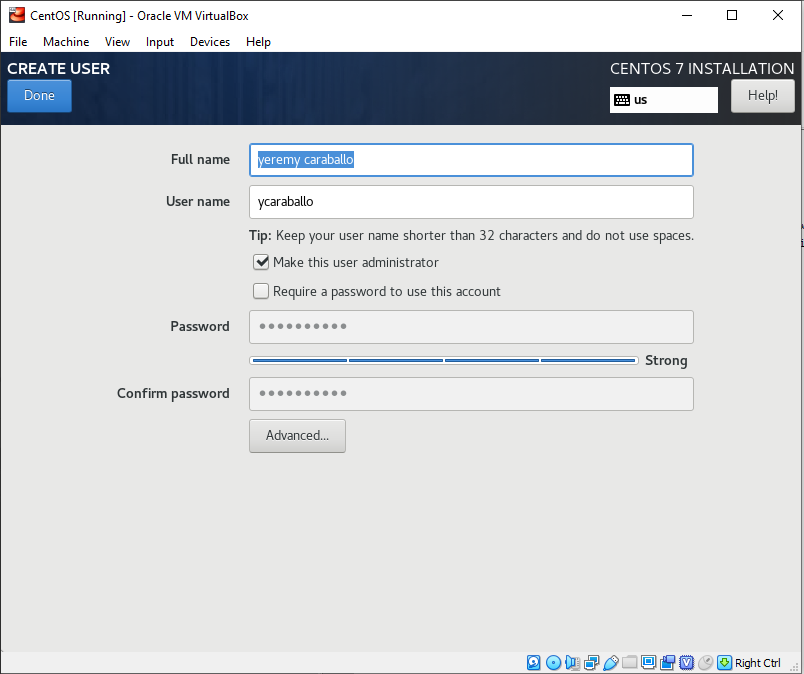 CentOS [Running] - Oracle VM VirtualBox
File Machine View Input Devices Help
CREATE USER
CENTOS 7 INSTALLATION
Done
us
Help!
Full name
yeremy caraballo
User name
ycaraballo
Tip: Keep your user name shorter than 32 characters and do not use spaces.
Make this user administrator
Require a password to use this account
Password
●●●●●●●●●●
Strong
Confirm password
●●●●●●●●●●
Advanced...
Right Ctrl